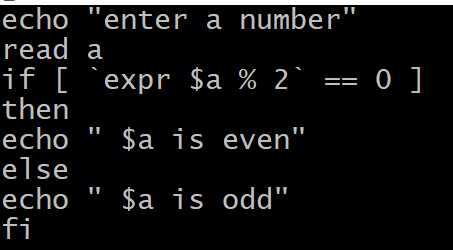 echo "enter a number"
read a
if [ `expr $a % 2` == 0 ]
then
echo " $a is even"
else
echo " $a is odd"
fi